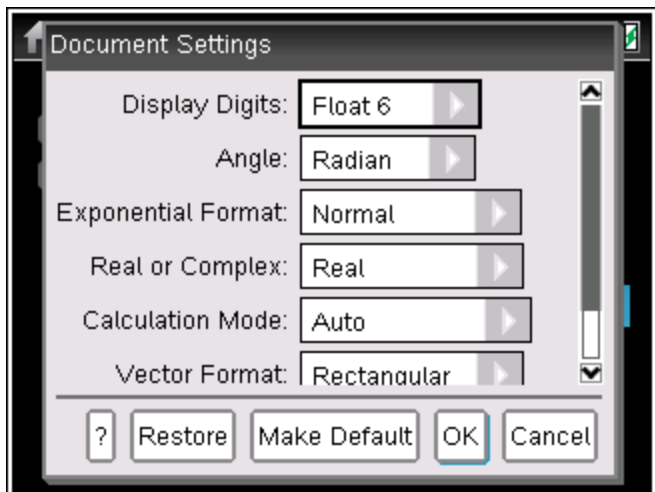 Document Settings
Display Digits: Float 6
Angle: Radian
Exponential Format: Normal
Real or Complex: Real
Calculation Mode: Auto
Vector Format: Rectangular
? Restore Make Default OK Cancel